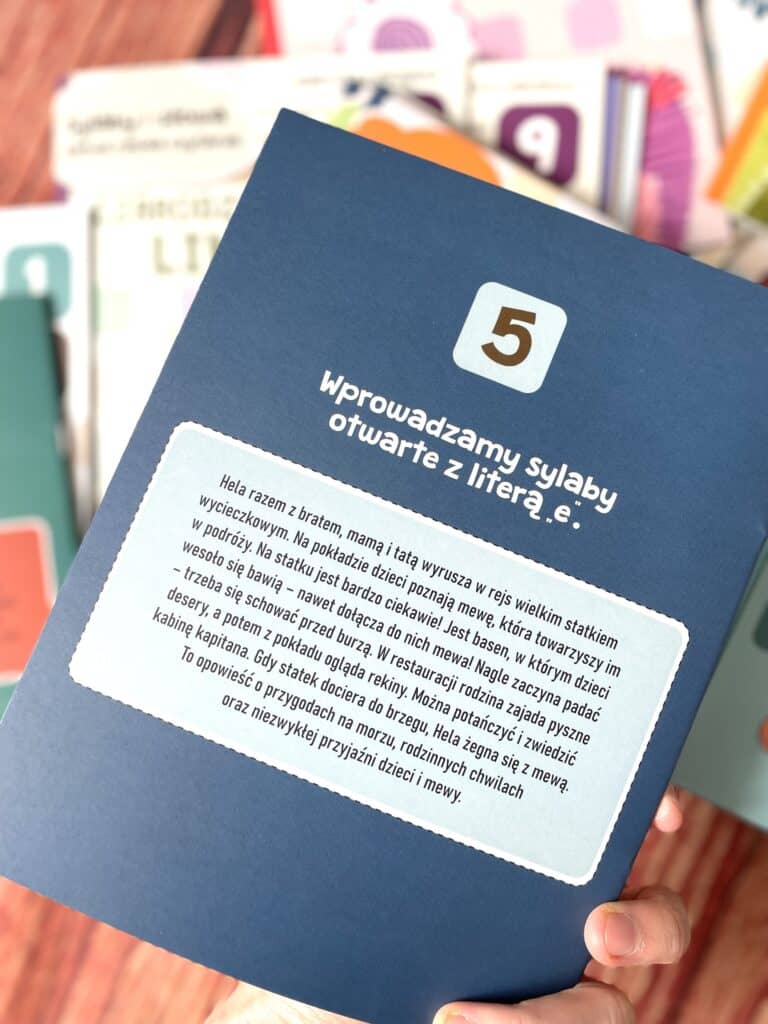 9
LI
5
Wprowadzamy sylaby
otwarte z literą „e”.
Hela razem z bratem, mamą i tatą wyrusza w rejs wielkim statkiem
wycieczkowym. Na pokładzie dzieci poznają mewę, która towarzyszy im
w podróży. Na statku jest bardzo ciekawie! Jest basen, w którym dzieci
wesoło się bawią – nawet dołącza do nich mewa! Nagle zaczyna padać
– trzeba się schować przed burzą. W restauracji rodzina zajada pyszne
desery, a potem z pokładu ogląda rekiny. Można potańczyć i zwiedzić
kabinę kapitana. Gdy statek dociera do brzegu, Hela żegna się z mewą.
To opowieść o przygodach na morzu, rodzinnych chwilach
oraz niezwykłej przyjaźni dzieci i mewy.